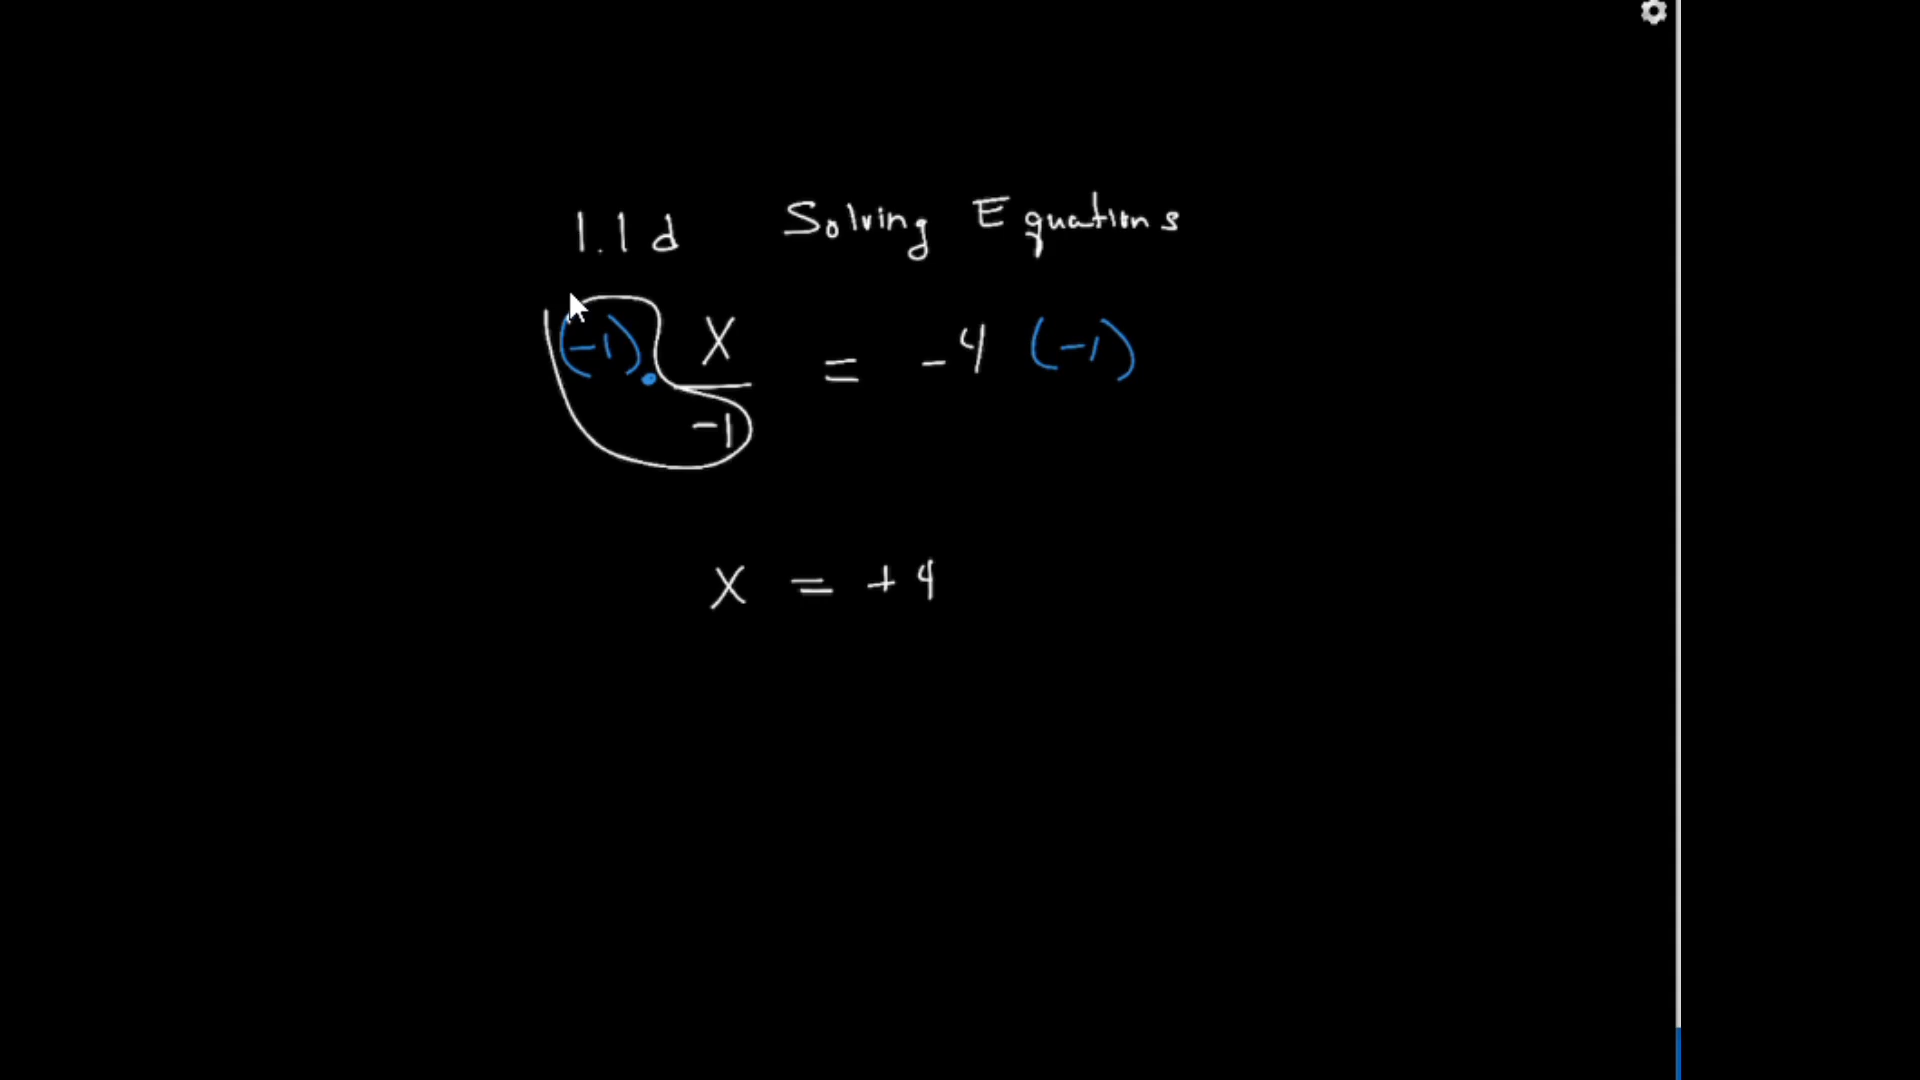 1.1d Solving Equations
(-1) · X / -1 = -4 (-1)
X = +4